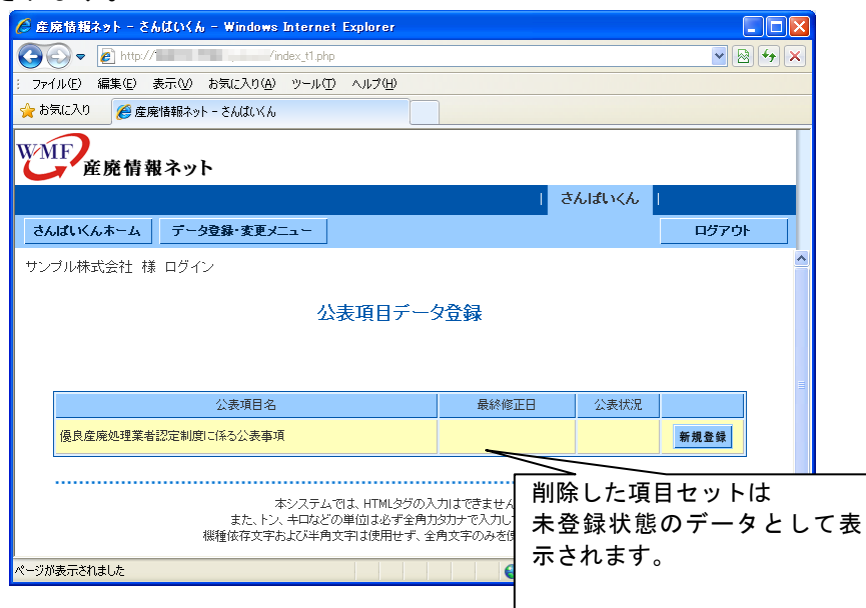 産廃情報ネット - さんぱいくん - Windows Internet Explorer
http:// /index_t1.php
ファイル(F) 編集(E) 表示(V) お気に入り(A) ツール(T) ヘルプ(H)
お気に入り 産廃情報ネット - さんぱいくん
WMF 産廃情報ネット
| さんぱいくん |
さんぱいくんホーム データ登録・変更メニュー ログアウト
サンプル株式会社 様 ログイン
公表項目データ登録
公表項目名 最終修正日 公表状況
優良産廃処理業者認定制度に係る公表事項 新規登録
本システムでは、HTMLタグの入力はできません
また、トン、キロなどの単位は必ず全角カタカナで入力し
機種依存文字および半角文字は使用せず、全角文字のみを
削除した項目セットは
未登録状態のデータとして表
示されます。
ページが表示されました